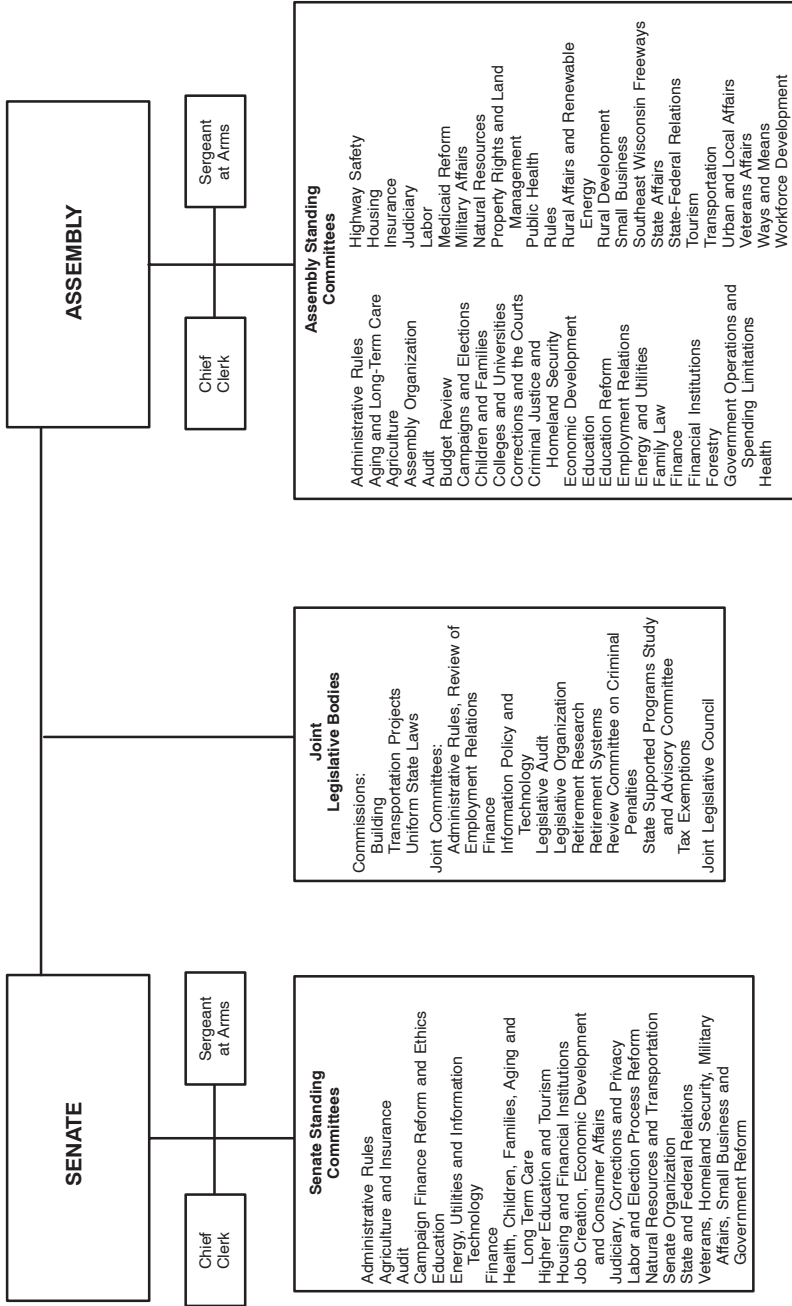 SENATE
Chief
Clerk
Sergeant
at Arms
Senate Standing
Committees
Administrative Rules
Agriculture and Insurance
Audit
Campaign Finance Reform and Ethics
Education
Energy, Utilities and Information
Technology
Finance
Health, Children, Families, Aging and
Long Term Care
Higher Education and Tourism
Housing and Financial Institutions
Job Creation, Economic Development
and Consumer Affairs
Judiciary, Corrections and Privacy
Labor and Election Process Reform
Natural Resources and Transportation
Senate Organization
State and Federal Relations
Veterans, Homeland Security, Military
Affairs, Small Business and
Government Reform
Joint
Legislative Bodies
Commissions:
Building
Transportation Projects
Uniform State Laws
Joint Committees:
Administrative Rules, Review of
Employment Relations
Finance
Information Policy and
Technology
Legislative Audit
Legislative Organization
Retirement Research
Retirement Systems
Review Committee on Criminal
Penalties
State Supported Programs Study
and Advisory Committee
Tax Exemptions
Joint Legislative Council
ASSEMBLY
Chief
Clerk
Sergeant
at Arms
Assembly Standing
Committees
Administrative Rules
Aging and Long-Term Care
Agriculture
Assembly Organization
Audit
Budget Review
Campaigns and Elections
Children and Families
Colleges and Universities
Corrections and the Courts
Criminal Justice and
Homeland Security
Economic Development
Education
Education Reform
Employment Relations
Energy and Utilities
Family Law
Finance
Financial Institutions
Forestry
Government Operations and
Spending Limitations
Health
Highway Safety
Housing
Insurance
Judiciary
Labor
Medicaid Reform
Military Affairs
Natural Resources
Property Rights and Land
Management
Public Health
Rules
Rural Affairs and Renewable
Energy
Rural Development
Small Business
Southeast Wisconsin Freeways
State Affairs
State-Federal Relations
Tourism
Transportation
Urban and Local Affairs
Veterans Affairs
Ways and Means
Workforce Development